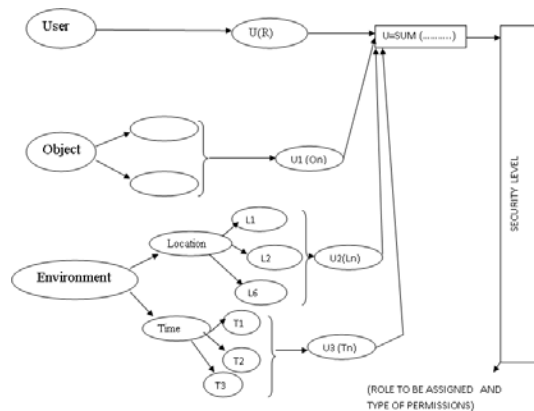 User
U(R)
U=SUM (...........)
Object
U1 (On)
SECURITY LEVEL
Environment
Location
L1
L2
L6
U2(Ln)
Time
T1
T2
T3
U3 (Tn)
(ROLE TO BE ASSIGNED AND
TYPE OF PERMISSIONS)